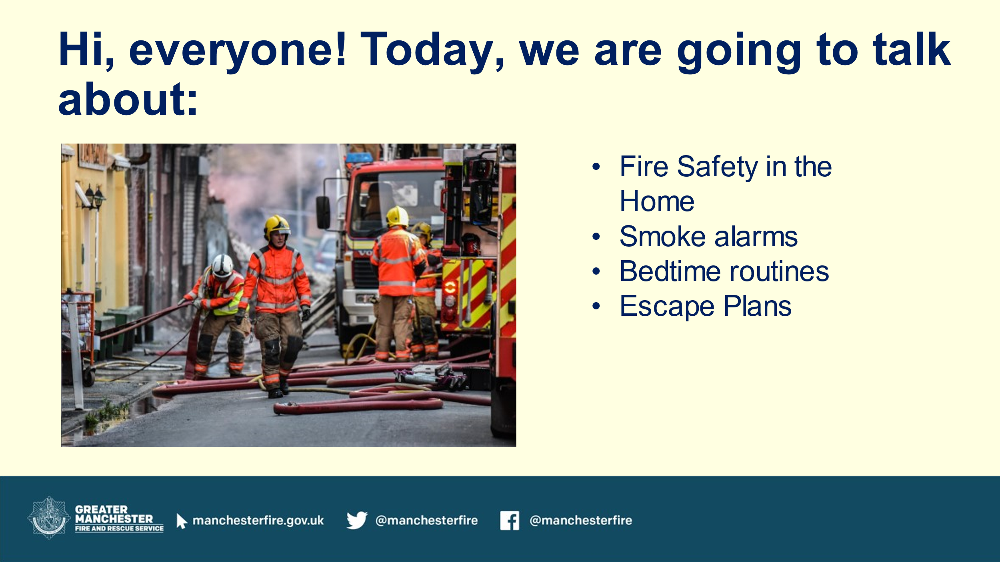 Hi, everyone! Today, we are going to talk
about:
• Fire Safety in the
Home
• Smoke alarms
• Bedtime routines
• Escape Plans
VO
GREATER
MANCHESTER
FIRE AND RESCUE SERVICE
manchesterfire.gov.uk
@manchesterfire
@manchesterfire